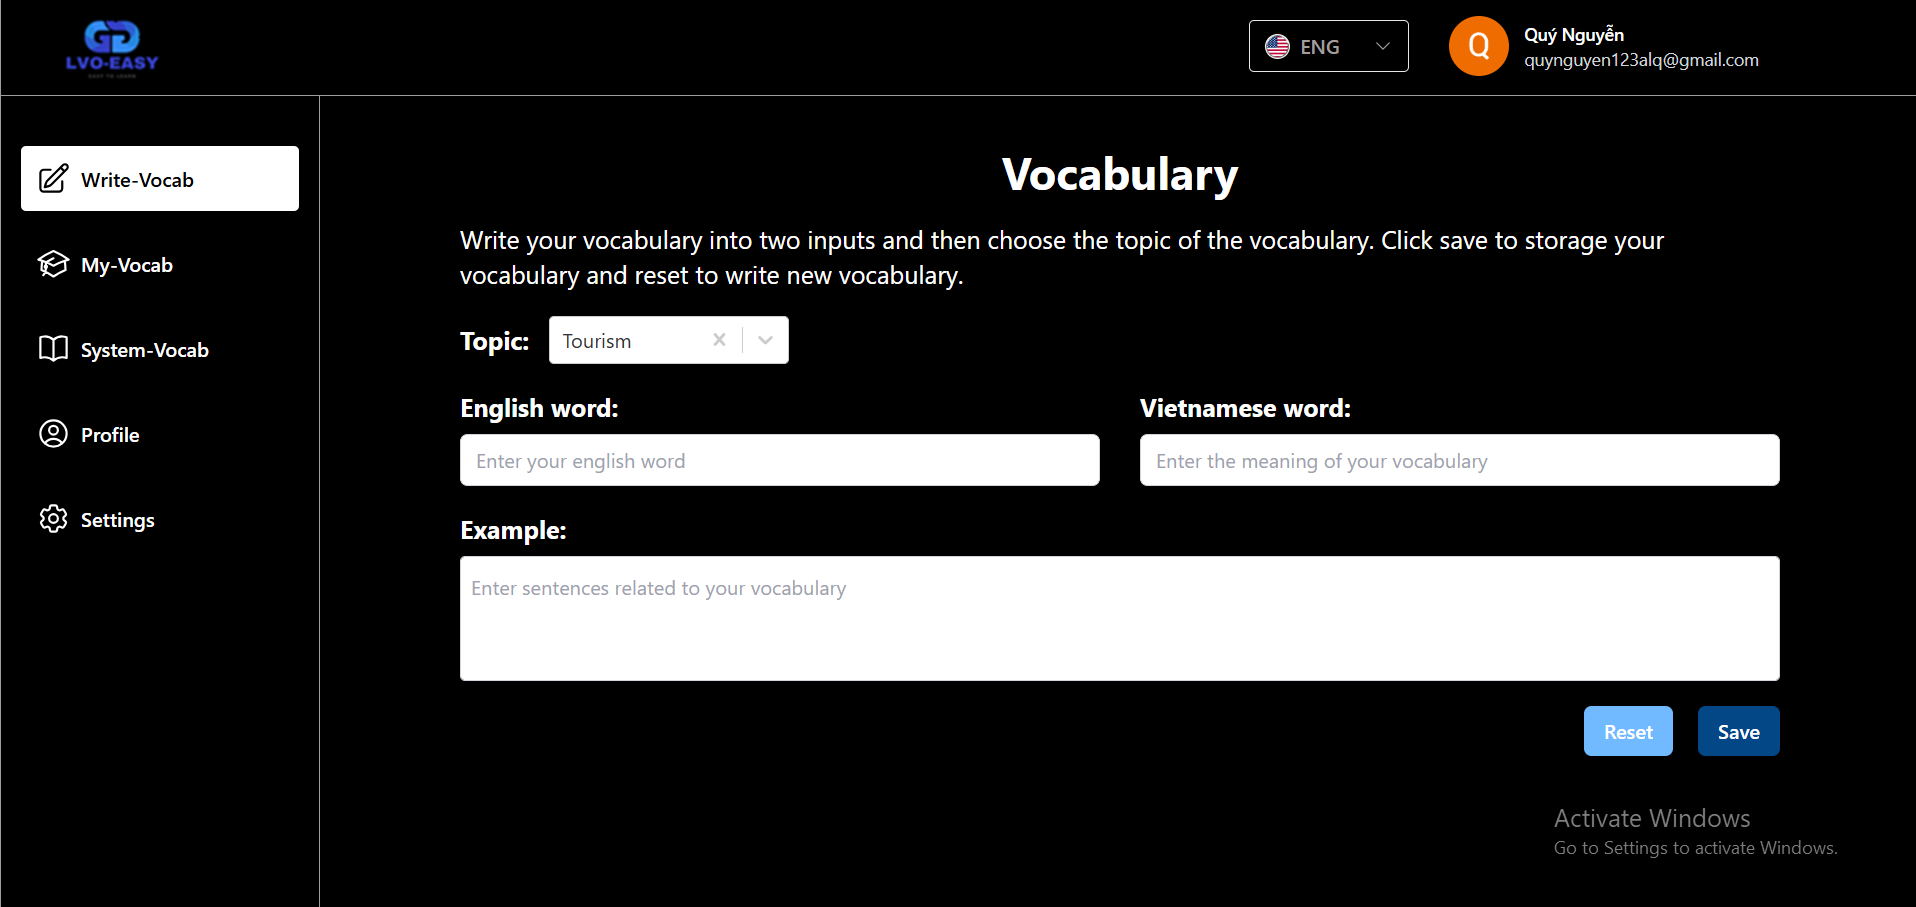 LVO-EASY
EASY TO LEARN
ENG
Q
Quý Nguyễn
quynguyen123alq@gmail.com
Write-Vocab
My-Vocab
System-Vocab
Profile
Settings
Vocabulary
Write your vocabulary into two inputs and then choose the topic of the vocabulary. Click save to storage your
vocabulary and reset to write new vocabulary.
Topic: Tourism
English word:
Enter your english word
Vietnamese word:
Enter the meaning of your vocabulary
Example:
Enter sentences related to your vocabulary
Reset
Save
Activate Windows
Go to Settings to activate Windows.